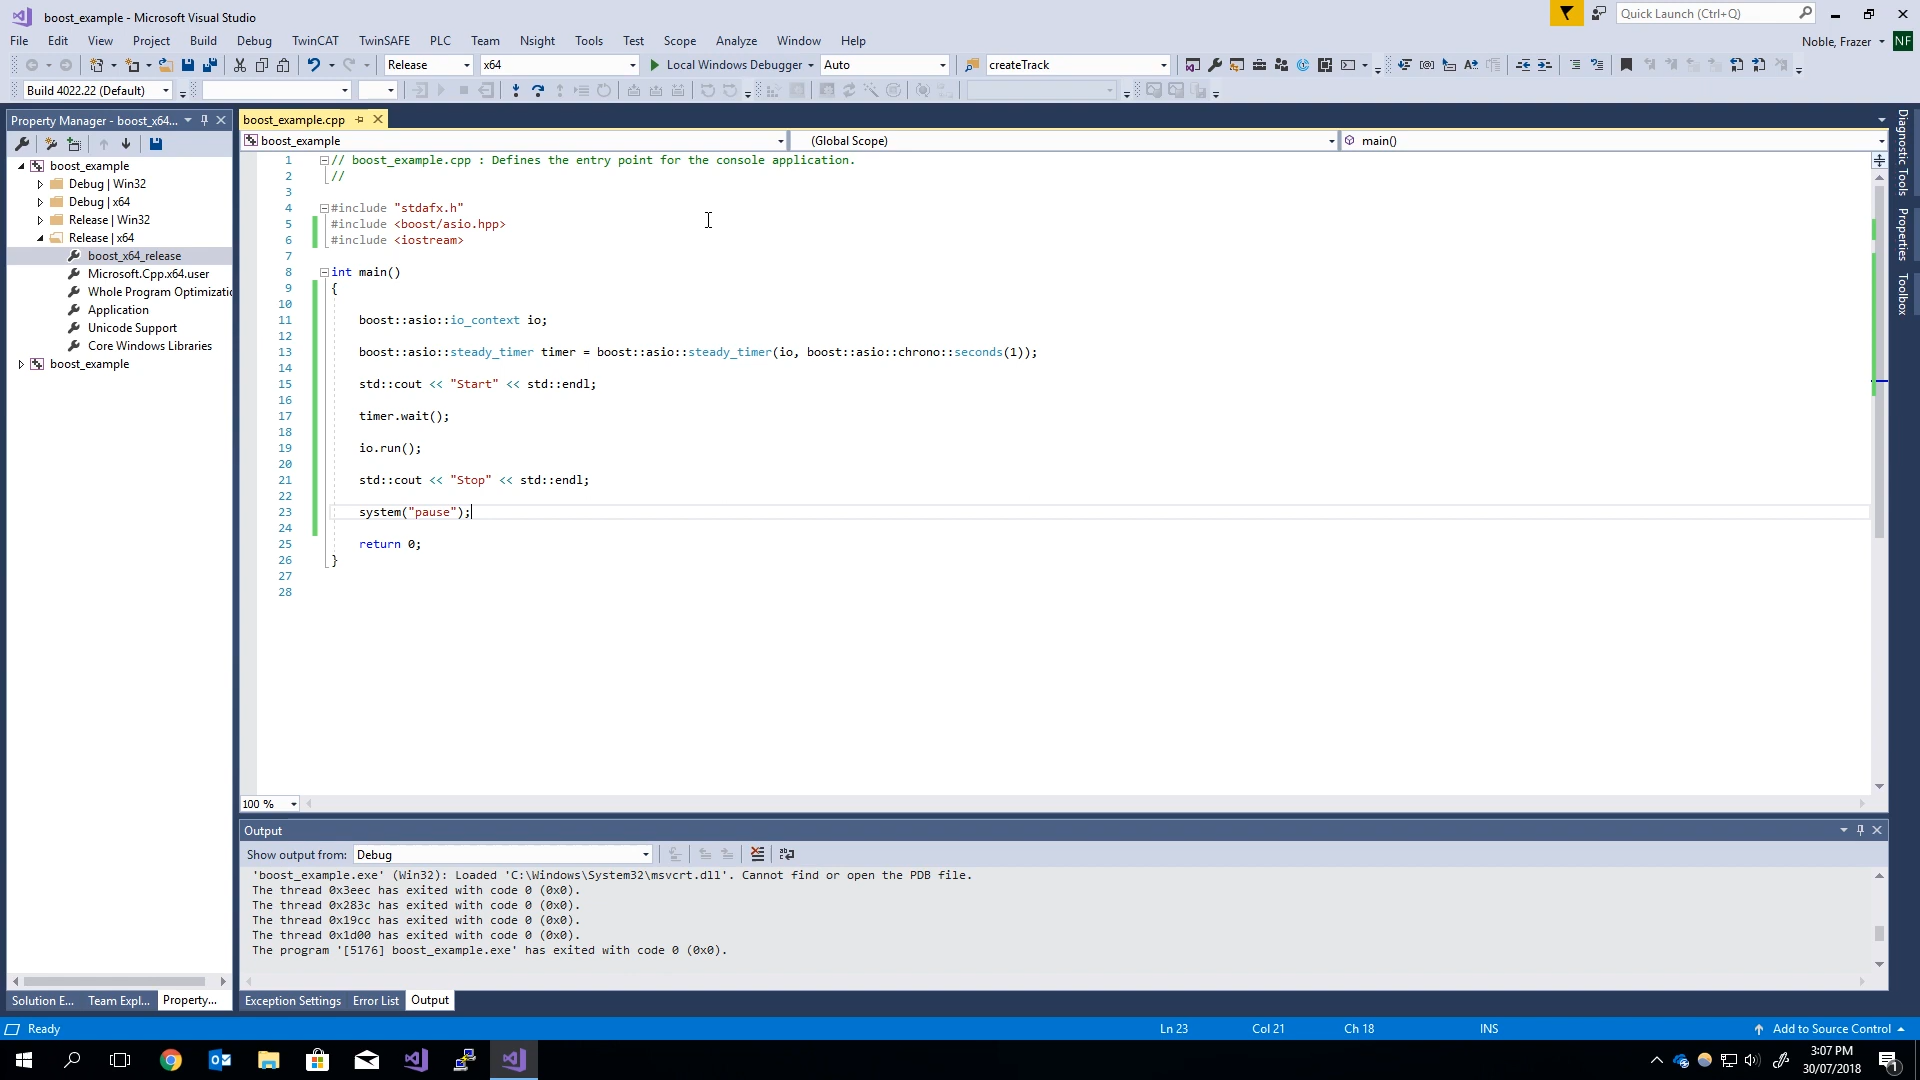 boost_example - Microsoft Visual Studio
Quick Launch (Ctrl+Q)
File Edit View Project Build Debug TwinCAT TwinSAFE PLC Team Nsight Tools Test Scope Analyze Window Help
Noble, Frazer NF
Release x64 Local Windows Debugger Auto createTrack
Build 4022.22 (Default)
Property Manager - boost_x64...
boost_example.cpp
boost_example
(Global Scope)
main()
boost_example
Debug | Win32
Debug | x64
Release | Win32
Release | x64
boost_x64_release
Microsoft.Cpp.x64.user
Whole Program Optimizatio
Application
Unicode Support
Core Windows Libraries
boost_example
1 // boost_example.cpp : Defines the entry point for the console application.
2 //
3
4 #include "stdafx.h"
5 #include <boost/asio.hpp>
6 #include <iostream>
7
8 int main()
9 {
10
11 boost::asio::io_context io;
12
13 boost::asio::steady_timer timer = boost::asio::steady_timer(io, boost::asio::chrono::seconds(1));
14
15 std::cout << "Start" << std::endl;
16
17 timer.wait();
18
19 io.run();
20
21 std::cout << "Stop" << std::endl;
22
23 system("pause");
24
25 return 0;
26 }
27
28
100 %
Diagnostic Tools
Properties
Toolbox
Output
Show output from: Debug
'boost_example.exe' (Win32): Loaded 'C:\Windows\System32\msvcrt.dll'. Cannot find or open the PDB file.
The thread 0x3eec has exited with code 0 (0x0).
The thread 0x283c has exited with code 0 (0x0).
The thread 0x19cc has exited with code 0 (0x0).
The thread 0x1d00 has exited with code 0 (0x0).
The program '[5176] boost_example.exe' has exited with code 0 (0x0).
Solution E... Team Expl... Property...
Exception Settings Error List Output
Ready
Ln 23 Col 21 Ch 18 INS
Add to Source Control
3:07 PM
30/07/2018
1